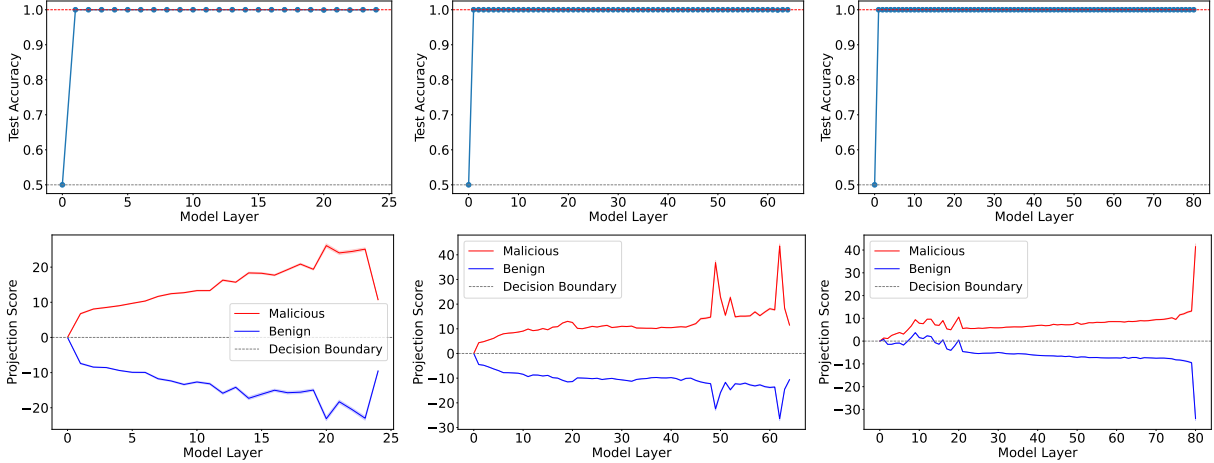 Test Accuracy
1.0
0.9
0.8
0.7
0.6
0.5
0 5 10 15 20 25
Model Layer
Test Accuracy
1.0
0.9
0.8
0.7
0.6
0.5
0 10 20 30 40 50 60
Model Layer
Test Accuracy
1.0
0.9
0.8
0.7
0.6
0.5
0 10 20 30 40 50 60 70 80
Model Layer
Projection Score
20
10
0
−10
−20
Malicious
Benign
Decision Boundary
0 5 10 15 20 25
Model Layer
Projection Score
40
30
20
10
0
−10
−20
−30
Malicious
Benign
Decision Boundary
0 10 20 30 40 50 60
Model Layer
Projection Score
40
30
20
10
0
−10
−20
−30
Malicious
Benign
Decision Boundary
0 10 20 30 40 50 60 70 80
Model Layer